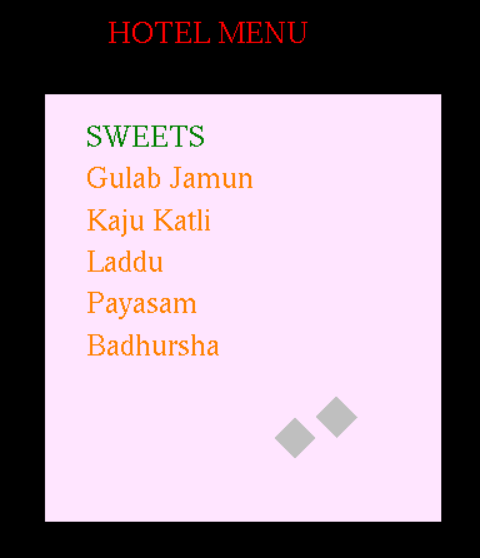 HOTEL MENU
SWEETS
Gulab Jamun
Kaju Katli
Laddu
Payasam
Badhursha